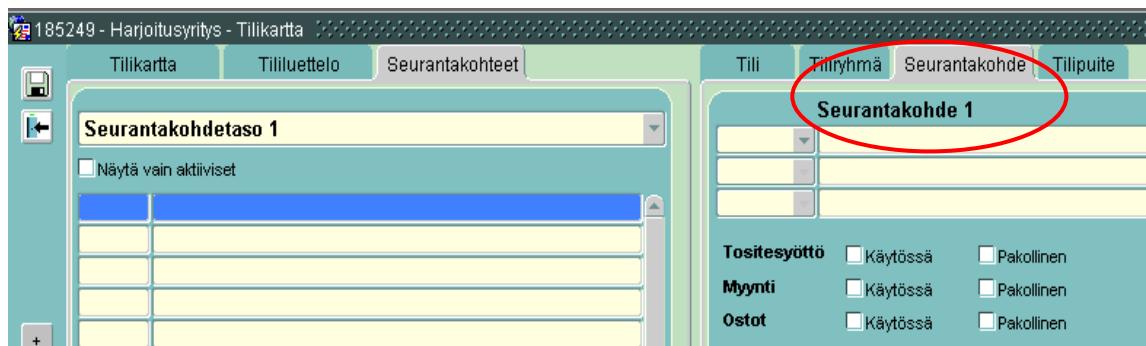 185249 - Harjoitusyritys - Tilikartta
Tilikartta Tililuettelo Seurantakohteet
Tili Tiliryhmä Seurantakohde Tilipuite
Seurantakohde 1
Seurantakohdetaso 1
Näytä vain aktiiviset
Tositesyöttö Käytössä Pakollinen
Myynti Käytössä Pakollinen
Ostot Käytössä Pakollinen
+